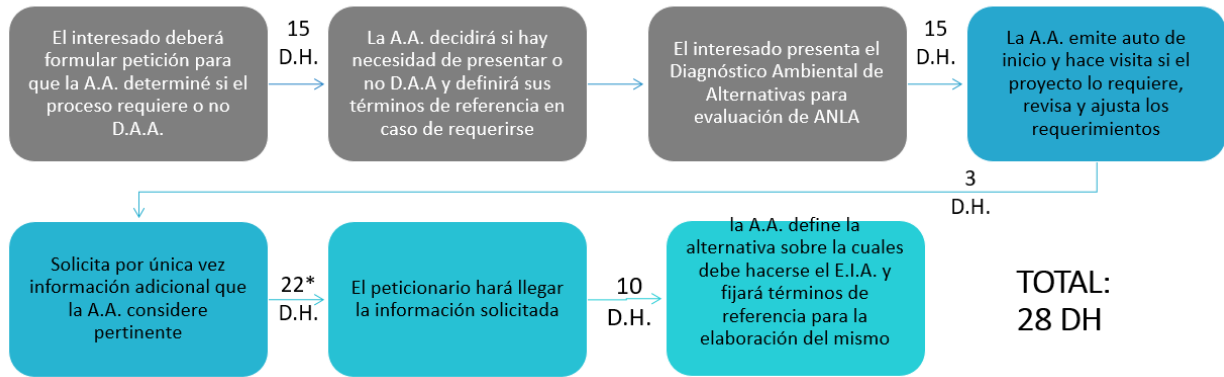 El interesado deberá
formular petición para
que la A.A. determiné si el
proceso requiere o no
D.A.A.
15
D.H.
La A.A. decidirá si hay
necesidad de presentar o
no D.A.A y definirá sus
términos de referencia en
caso de requerirse
El interesado presenta el
Diagnóstico Ambiental de
Alternativas para
evaluación de ANLA
15
D.H.
La A.A. emite auto de
inicio y hace visita si el
proyecto lo requiere,
revisa y ajusta los
requerimientos
3
D.H.
Solicita por única vez
información adicional que
la A.A. considere
pertinente
22*
D.H.
El peticionario hará llegar
la información solicitada
10
D.H.
la A.A. define la
alternativa sobre la cuales
debe hacerse el E.I.A. y
fijará términos de
referencia para la
elaboración del mismo
TOTAL:
28 DH